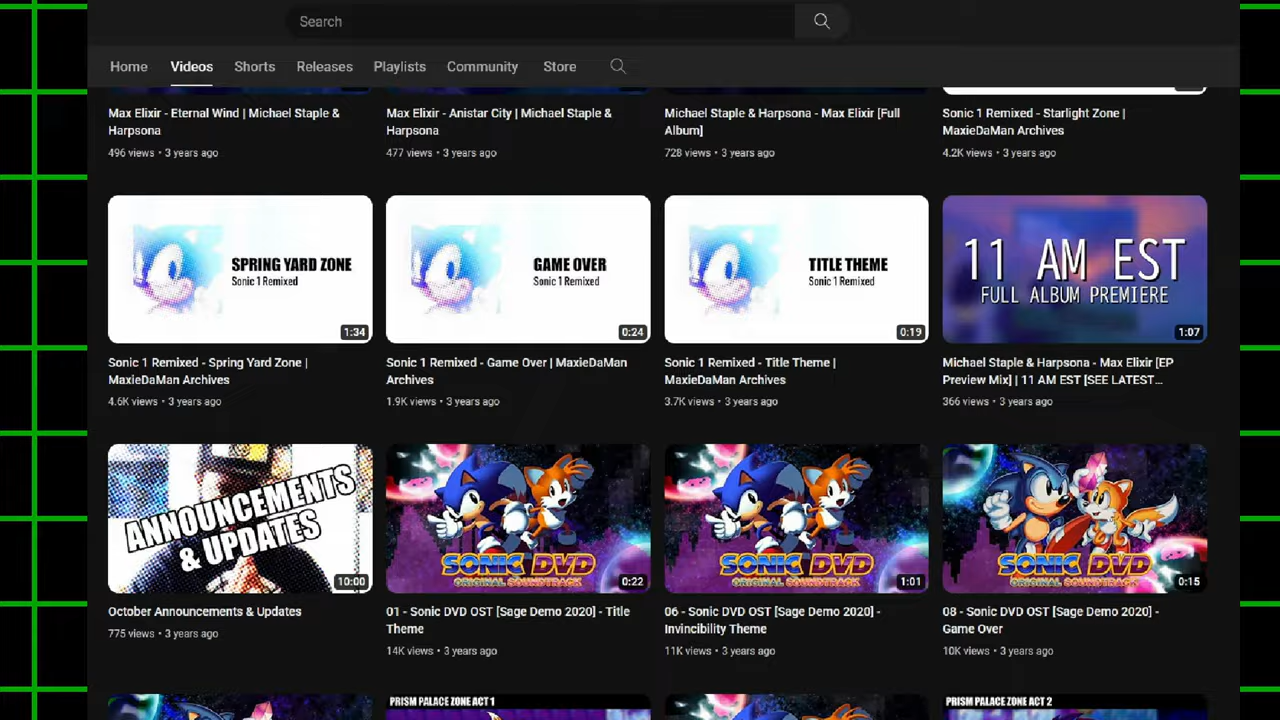 Search
Home Videos Shorts Releases Playlists Community Store
Max Elixir - Eternal Wind | Michael Staple &
Harpsona
496 views • 3 years ago
Max Elixir - Anistar City | Michael Staple &
Harpsona
477 views • 3 years ago
Michael Staple & Harpsona - Max Elixir [Full
Album]
728 views • 3 years ago
Sonic 1 Remixed - Starlight Zone |
MaxieDaMan Archives
4.2K views • 3 years ago
SPRING YARD ZONE
Sonic 1 Remixed
1:34
Sonic 1 Remixed - Spring Yard Zone |
MaxieDaMan Archives
4.6K views • 3 years ago
GAME OVER
Sonic 1 Remixed
0:24
Sonic 1 Remixed - Game Over | MaxieDaMan
Archives
1.9K views • 3 years ago
TITLE THEME
Sonic 1 Remixed
0:19
Sonic 1 Remixed - Title Theme |
MaxieDaMan Archives
3.7K views • 3 years ago
11 AM EST
FULL ALBUM PREMIERE
1:07
Michael Staple & Harpsona - Max Elixir [EP
Preview Mix] | 11 AM EST [SEE LATEST...
366 views • 3 years ago
ANNOUNCEMENTS
& UPDATES
10:00
October Announcements & Updates
775 views • 3 years ago
SONIC DVD
ORIGINAL SOUNDTRACK
0:22
01 - Sonic DVD OST [Sage Demo 2020] - Title
Theme
14K views • 3 years ago
SONIC DVD
ORIGINAL SOUNDTRACK
1:01
06 - Sonic DVD OST [Sage Demo 2020] -
Invincibility Theme
11K views • 3 years ago
SONIC DVD
ORIGINAL SOUNDTRACK
0:15
08 - Sonic DVD OST [Sage Demo 2020] -
Game Over
10K views • 3 years ago
PRISM PALACE ZONE ACT 1
PRISM PALACE ZONE ACT 2